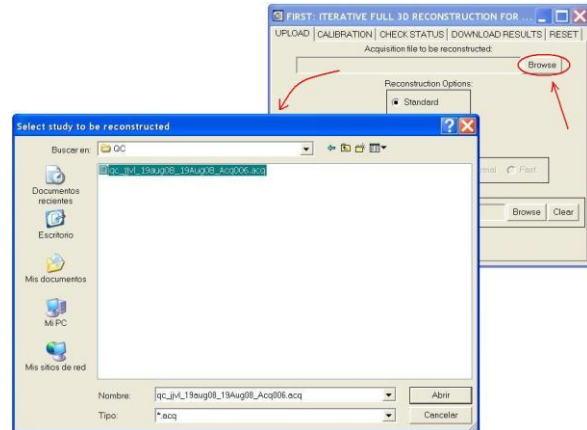 FIRST: ITERATIVE FULL 3D RECONSTRUCTION FOR ...
UPLOAD CALIBRATION CHECK STATUS DOWNLOAD RESULTS RESET
Acquisition file to be reconstructed:
Browse
Reconstruction Options:
Standard
Fast
Browse Clear
Select study to be reconstructed
Buscar en: QC
qc_jjvl_19aug08_19Aug08_Acq006.acq
Documentos
recientes
Escritorio
Mis documentos
Mi PC
Mis sitios de red
Nombre: qc_jjvl_19aug08_19Aug08_Acq006.acq Abrir
Tipo: *.acq Cancelar